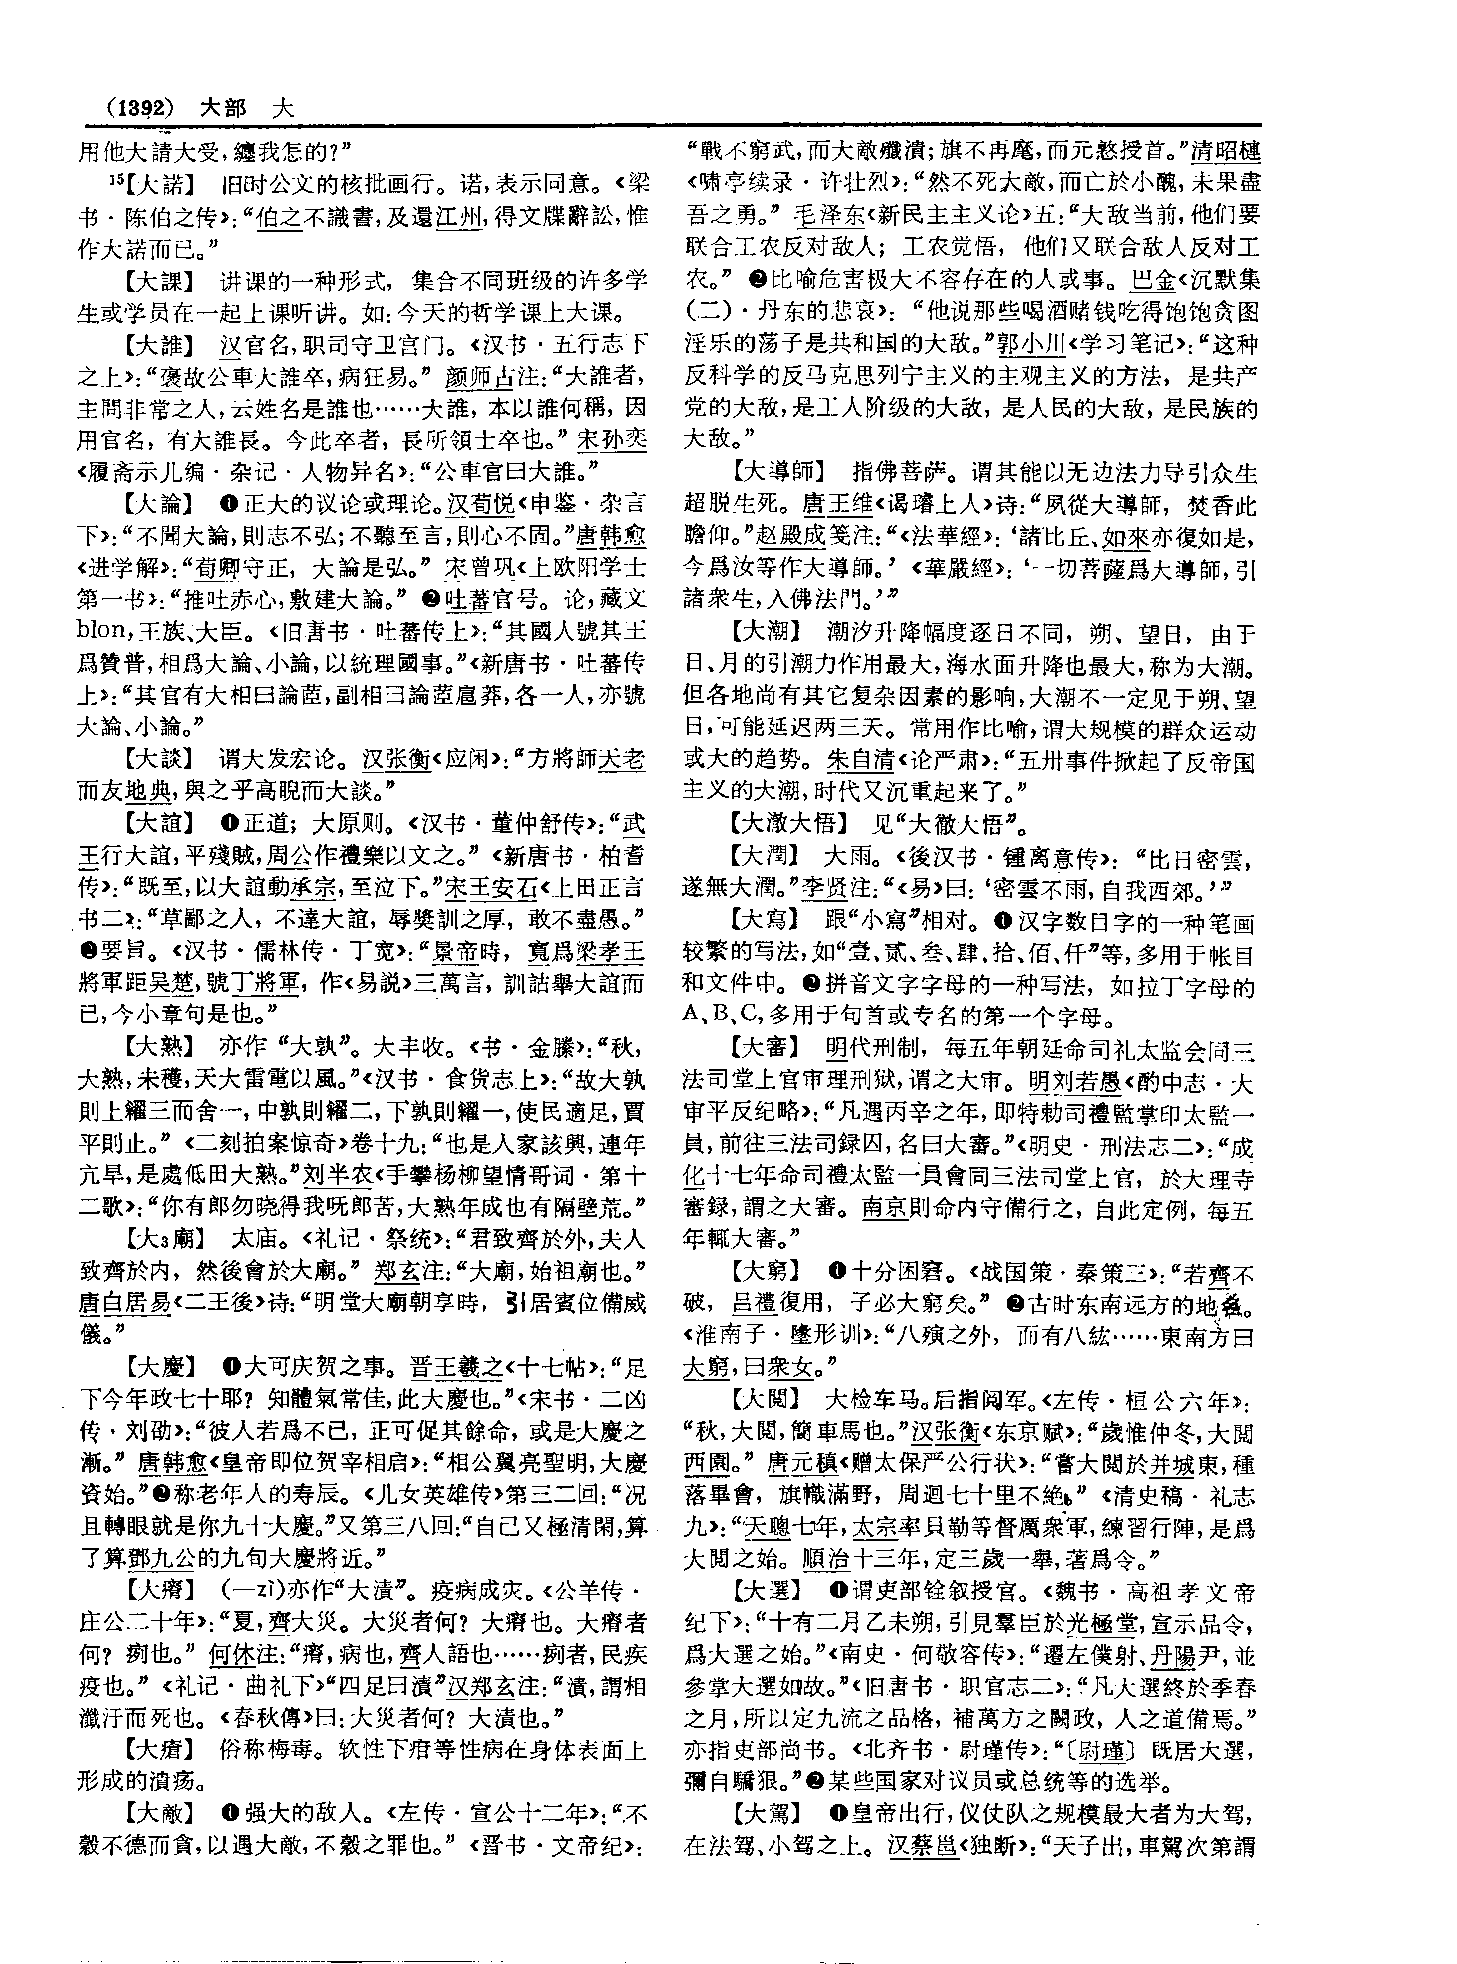 （1392） 大部 大
用他大請大受，纏我怎的？”
15【大諾】 旧时公文的核批画行。诺，表示同意。《梁
书·陈伯之传》：“伯之不識書，及還江州，得文牒辭訟，惟
作大諾而已。”
【大課】 讲课的一种形式，集合不同班级的许多学
生或学员在一起上课听讲。如：今天的哲学课上大课。
【大誰】 汉官名，职司守卫宫门。《汉书·五行志下
之上》：“褒故公車大誰卒，病狂易。” 颜师古注：“大誰者，
主問非常之人，云姓名是誰也……大誰，本以誰何稱，因
用官名，有大誰長。今此卒者，長所領士卒也。” 宋孙奕
《履斋示儿编·杂记·人物异名》：“公車官曰大誰。”
【大論】 ❶正大的议论或理论。汉荀悦《申鉴·杂言
下》：“不聞大論，則志不弘；不聽至言，則心不固。”唐韩愈
《进学解》：“荀卿守正，大論是弘。” 宋曾巩《上欧阳学士
第一书》：“推吐赤心，敷建大論。” ❷吐蕃官号。论，藏文
blon，王族、大臣。《旧唐书·吐蕃传上》：“其國人號其王
爲贊普，相爲大論、小論，以統理國事。”《新唐书·吐蕃传
上》：“其官有大相曰論茝，副相曰論茝扈莽，各一人，亦號
大論、小論。”
【大談】 谓大发宏论。汉张衡《应闲》：“方將師天老
而友地典，與之乎高睨而大談。”
【大誼】 ❶正道；大原则。《汉书·董仲舒传》：“武
王行大誼，平殘賊，周公作禮樂以文之。” 《新唐书·柏耆
传》：“既至，以大誼動承宗，至泣下。”宋王安石《上田正言
书二》：“草鄙之人，不達大誼，辱獎訓之厚，敢不盡愚。”
❷要旨。《汉书·儒林传·丁宽》：“景帝時，寬爲梁孝王
將軍距吴楚，號丁將軍，作《易説》三萬言，訓詁舉大誼而
已，今小章句是也。”
【大熟】 亦作“大孰”。大丰收。《书·金縢》：“秋，
大熟，未穫，天大雷電以風。”《汉书·食货志上》：“故大孰
則上糴三而舍一，中孰則糴二，下孰則糴一，使民適足，賈
平則止。” 《二刻拍案惊奇》卷十九：“也是人家該興，連年
亢旱，是處低田大熟。”刘半农《手攀杨柳望情哥词·第十
二歌》：“你有郎勿晓得我呒郎苦，大熟年成也有隔壁荒。”
【大3廟】 太庙。《礼记·祭统》：“君致齊於外，夫人
致齊於内，然後會於大廟。” 郑玄注：“大廟，始祖廟也。”
唐白居易《二王後》诗：“明堂大廟朝享時，引居賓位備威
儀。”
【大慶】 ❶大可庆贺之事。晋王羲之《十七帖》：“足
下今年政七十耶？知體氣常佳，此大慶也。”《宋书·二凶
传·刘劭》：“彼人若爲不已，正可促其餘命，或是大慶之
漸。” 唐韩愈《皇帝即位贺宰相启》：“相公翼亮聖明，大慶
資始。”❷称老年人的寿辰。《儿女英雄传》第三二回：“况
且轉眼就是你九十大慶。”又第三八回：“自己又極清閑，算
了算鄧九公的九旬大慶將近。”
【大瘠】 （—zì）亦作“大漬”。疫病成灾。《公羊传·
庄公二十年》：“夏，齊大災。大災者何？大瘠也。大瘠者
何？㾐也。” 何休注：“瘠，病也，齊人語也……㾐者，民疾
疫也。” 《礼记·曲礼下》“四足曰漬”汉郑玄注：“漬，謂相
瀸汙而死也。《春秋傳》曰：大災者何？大漬也。”
【大瘡】 俗称梅毒。软性下疳等性病在身体表面上
形成的溃疡。
【大敵】 ❶强大的敌人。《左传·宣公十二年》：“不
穀不德而貪，以遇大敵，不穀之罪也。” 《晋书·文帝纪》：
“戰不窮武，而大敵殲潰；旗不再麾，而元憝授首。”清昭槤
《啸亭续录·许壮烈》：“然不死大敵，而亡於小醜，未果盡
吾之勇。” 毛泽东《新民主主义论》五：“大敌当前，他们要
联合工农反对敌人；工农觉悟，他们又联合敌人反对工
农。” ❷比喻危害极大不容存在的人或事。巴金《沉默集
（二）·丹东的悲哀》：“他说那些喝酒赌钱吃得饱饱贪图
淫乐的荡子是共和国的大敌。”郭小川《学习笔记》：“这种
反科学的反马克思列宁主义的主观主义的方法，是共产
党的大敌，是工人阶级的大敌，是人民的大敌，是民族的
大敌。”
【大導師】 指佛菩萨。谓其能以无边法力导引众生
超脱生死。唐王维《谒璿上人》诗：“夙從大導師，焚香此
瞻仰。”赵殿成笺注：“《法華經》：‘諸比丘、如來亦復如是，
今爲汝等作大導師。’《華嚴經》：‘一切菩薩爲大導師，引
諸衆生，入佛法門。’”
【大潮】 潮汐升降幅度逐日不同，朔、望日，由于
日、月的引潮力作用最大，海水面升降也最大，称为大潮。
但各地尚有其它复杂因素的影响，大潮不一定见于朔、望
日，可能延迟两三天。常用作比喻，谓大规模的群众运动
或大的趋势。朱自清《论严肃》：“五卅事件掀起了反帝国
主义的大潮，时代又沉重起来了。”
【大澈大悟】 见“大徹大悟”。
【大潤】 大雨。《後汉书·锺离意传》：“比日密雲，
遂無大潤。”李贤注：“《易》曰：‘密雲不雨，自我西郊。’”
【大寫】 跟“小寫”相对。❶汉字数目字的一种笔画
较繁的写法，如“壹、贰、叁、肆、拾、佰、仟”等，多用于帐目
和文件中。❷拼音文字字母的一种写法，如拉丁字母的
A、B、C，多用于句首或专名的第一个字母。
【大審】 明代刑制，每五年朝廷命司礼太监会同三
法司堂上官审理刑狱，谓之大审。明刘若愚《酌中志·大
审平反纪略》：“凡遇丙辛之年，即特勅司禮監掌印太監一
員，前往三法司録囚，名曰大審。”《明史·刑法志二》：“成
化十七年命司禮太監一員會同三法司堂上官，於大理寺
審録，謂之大審。南京則命内守備行之，自此定例，每五
年輒大審。”
【大窮】 ❶十分困窘。《战国策·秦策三》：“若齊不
破，吕禮復用，子必大窮矣。” ❷古时东南远方的地名。
《淮南子·墬形训》：“八殥之外，而有八紘……東南方曰
大窮，曰衆女。”
【大閲】 大检车马。后指阅军。《左传·桓公六年》：
“秋，大閲，簡車馬也。”汉张衡《东京赋》：“歲惟仲冬，大閲
西園。” 唐元稹《赠太保严公行状》：“嘗大閲於并城東，種
落畢會，旗幟滿野，周迴七十里不絶。” 《清史稿·礼志
九》：“天聰七年，太宗率貝勒等督厲衆軍，練習行陣，是爲
大閲之始。順治十三年，定三歲一舉，著爲令。”
【大選】 ❶谓吏部铨叙授官。《魏书·高祖孝文帝
纪下》：“十有二月乙未朔，引見羣臣於光極堂，宣示品令，
爲大選之始。”《南史·何敬容传》：“遷左僕射、丹陽尹，並
參掌大選如故。”《旧唐书·职官志二》：“凡大選終於季春
之月，所以定九流之品格，補萬方之闕政，人之道備焉。”
亦指吏部尚书。《北齐书·尉瑾传》：“〔尉瑾〕既居大選，
彌自驕狠。”❷某些国家对议员或总统等的选举。
【大駕】 ❶皇帝出行，仪仗队之规模最大者为大驾，
在法驾、小驾之上。汉蔡邕《独断》：“天子出，車駕次第謂